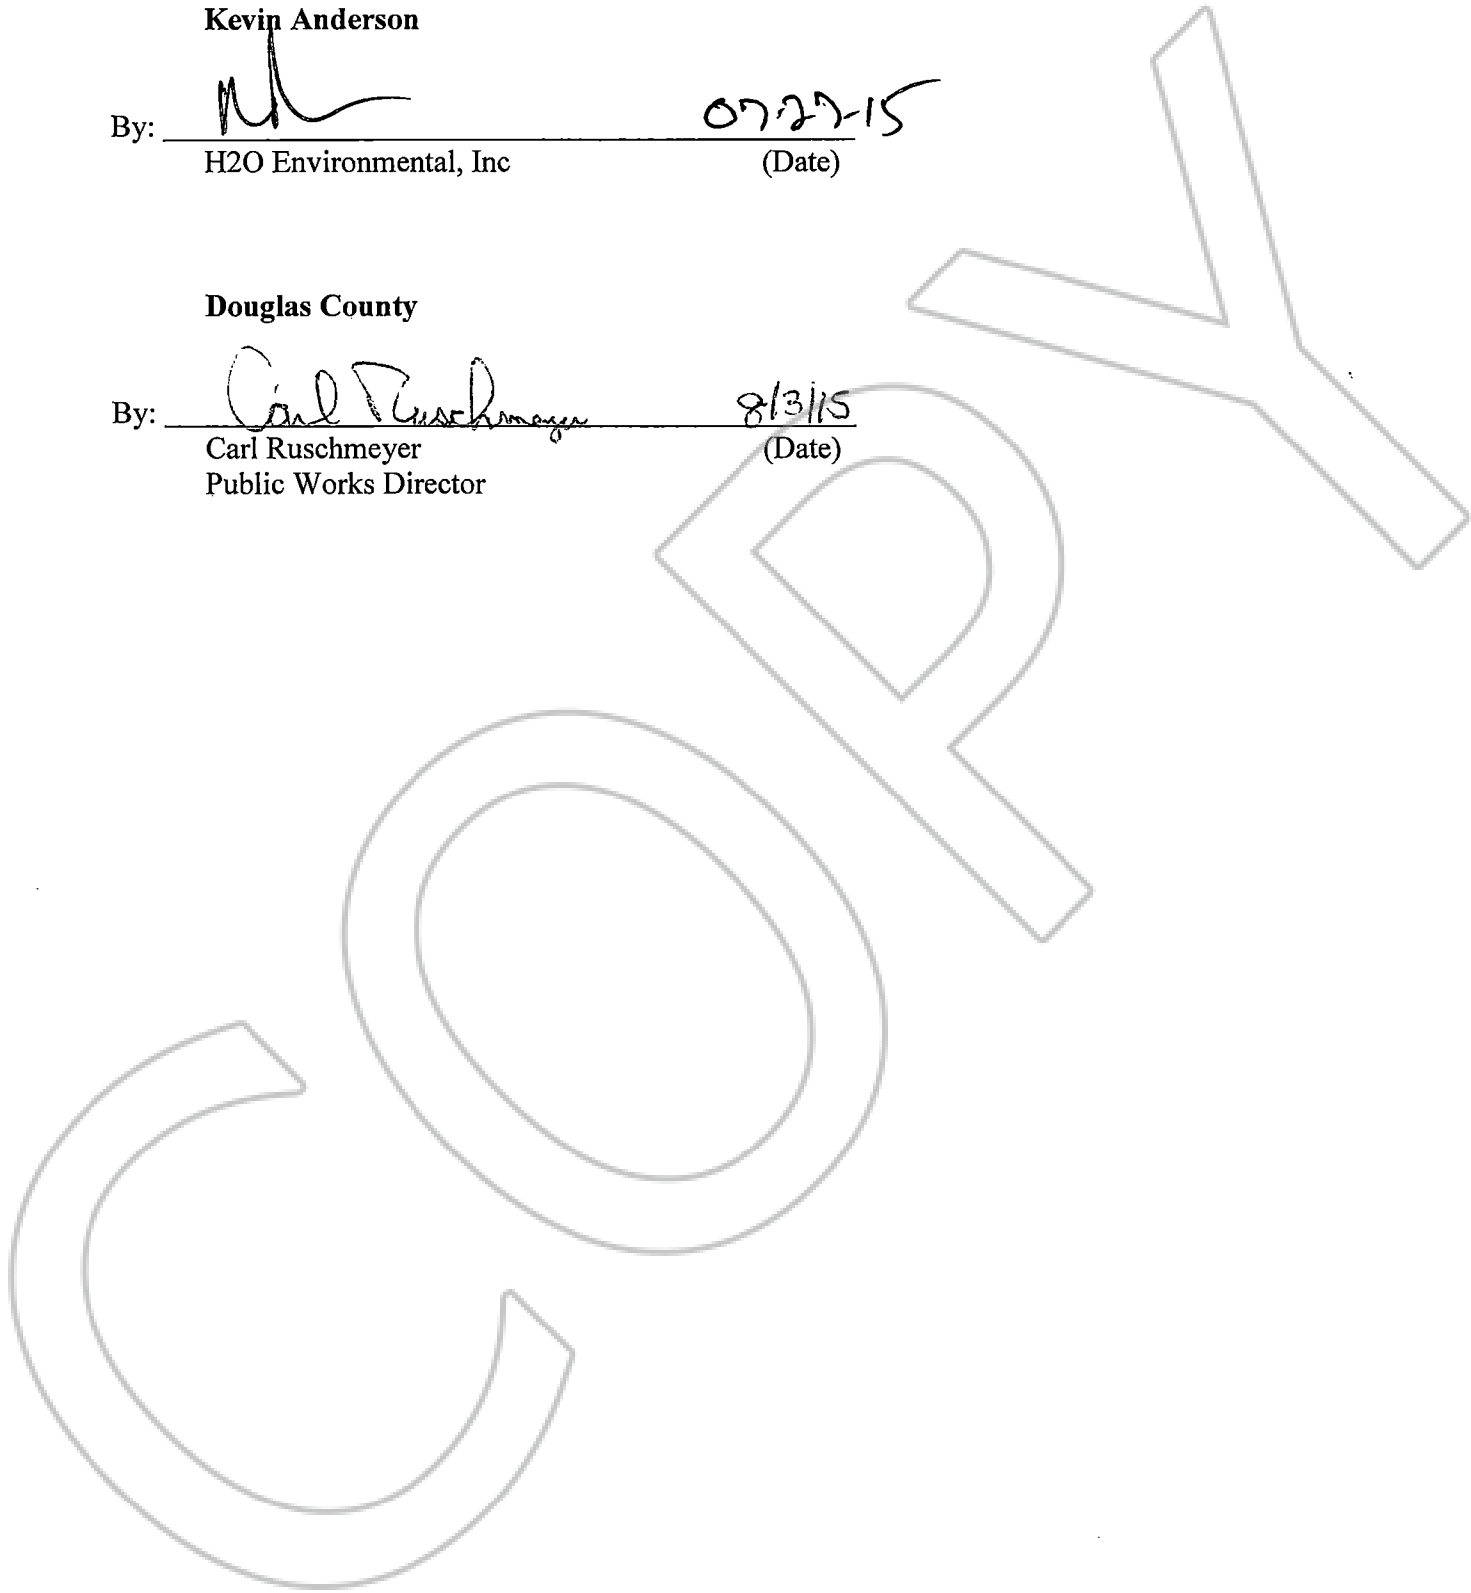 Kevin Anderson
By: 07-27-15
H2O Environmental, Inc (Date)
Douglas County
By: Carl Ruschmeyer 8/3/15
Carl Ruschmeyer (Date)
Public Works Director
COPY